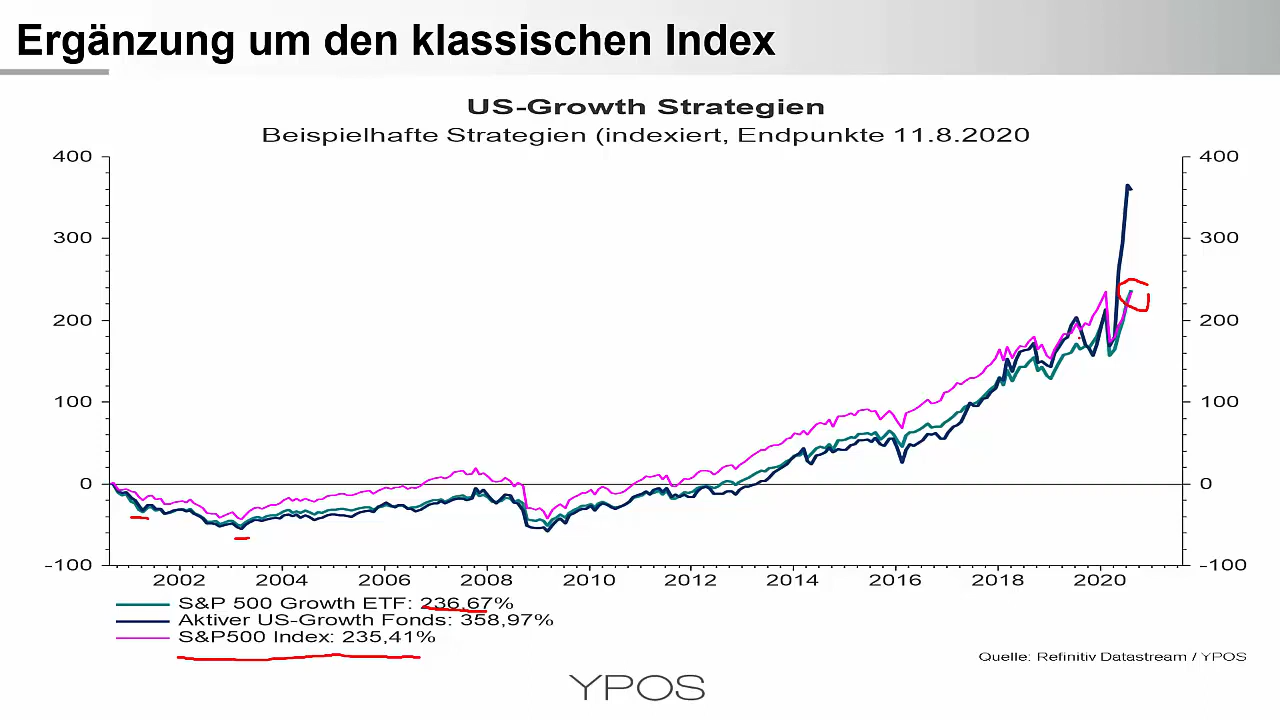 Ergänzung um den klassischen Index
US-Growth Strategien
Beispielhafte Strategien (indexiert, Endpunkte 11.8.2020
400 400
300 300
200 200
100 100
0 0
-100 -100
2002 2004 2006 2008 2010 2012 2014 2016 2018 2020
S&P 500 Growth ETF: 236,67%
Aktiver US-Growth Fonds: 358,97%
S&P500 Index: 235,41%
Quelle: Refinitiv Datastream / YPOS
YPOS